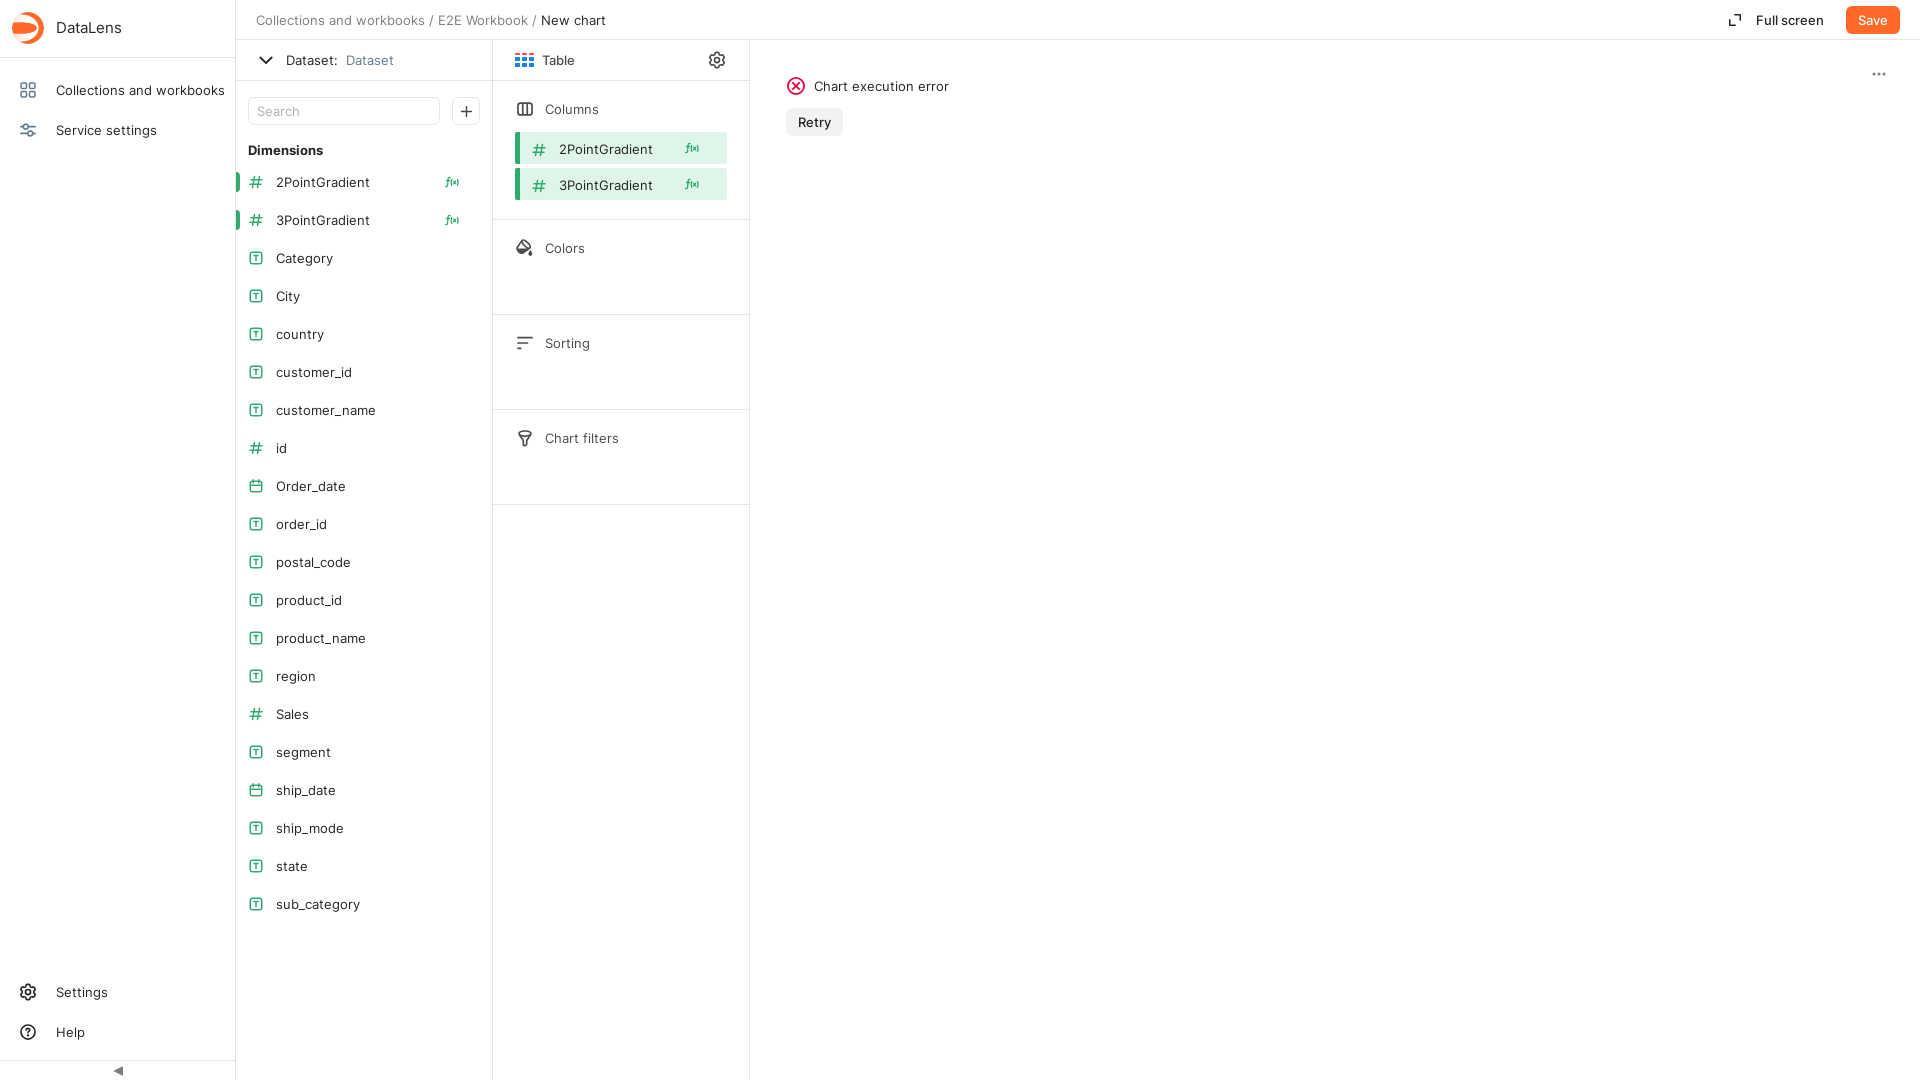 DataLens
Collections and workbooks
Service settings
Settings
Help
Collections and workbooks / E2E Workbook / New chart
Full screen
Save
Dataset: Dataset
Search
Dimensions
2PointGradient ƒ(x)
3PointGradient ƒ(x)
Category
City
country
customer_id
customer_name
id
Order_date
order_id
postal_code
product_id
product_name
region
Sales
segment
ship_date
ship_mode
state
sub_category
Table
Columns
2PointGradient ƒ(x)
3PointGradient ƒ(x)
Colors
Sorting
Chart filters
Chart execution error
Retry